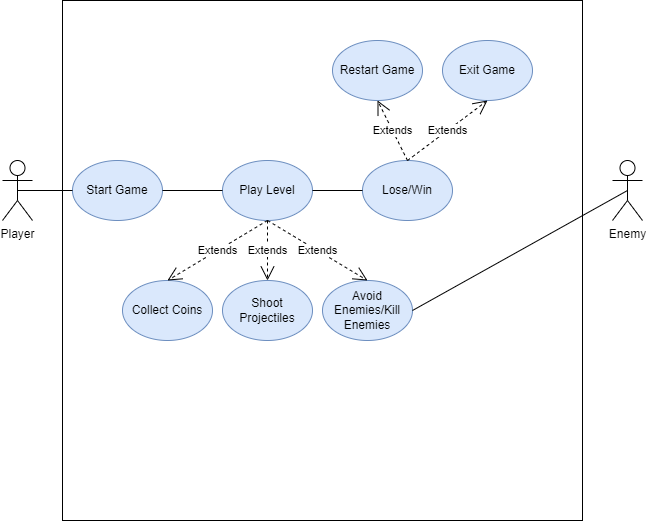 Restart Game
Exit Game
Extends
Extends
Player
Start Game
Play Level
Lose/Win
Enemy
Extends
Extends
Extends
Collect Coins
Shoot
Projectiles
Avoid
Enemies/Kill
Enemies